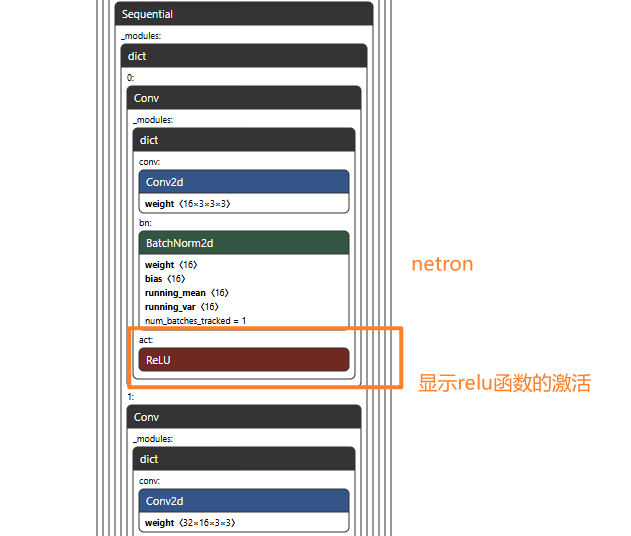 Sequential
_modules:
dict
0:
Conv
_modules:
dict
conv:
Conv2d
weight ⟨16×3×3×3⟩
bn:
BatchNorm2d
weight ⟨16⟩
bias ⟨16⟩
running_mean ⟨16⟩
running_var ⟨16⟩
num_batches_tracked = 1
act:
ReLU
1:
Conv
_modules:
dict
conv:
Conv2d
weight ⟨32×16×3×3⟩
netron
显示relu函数的激活